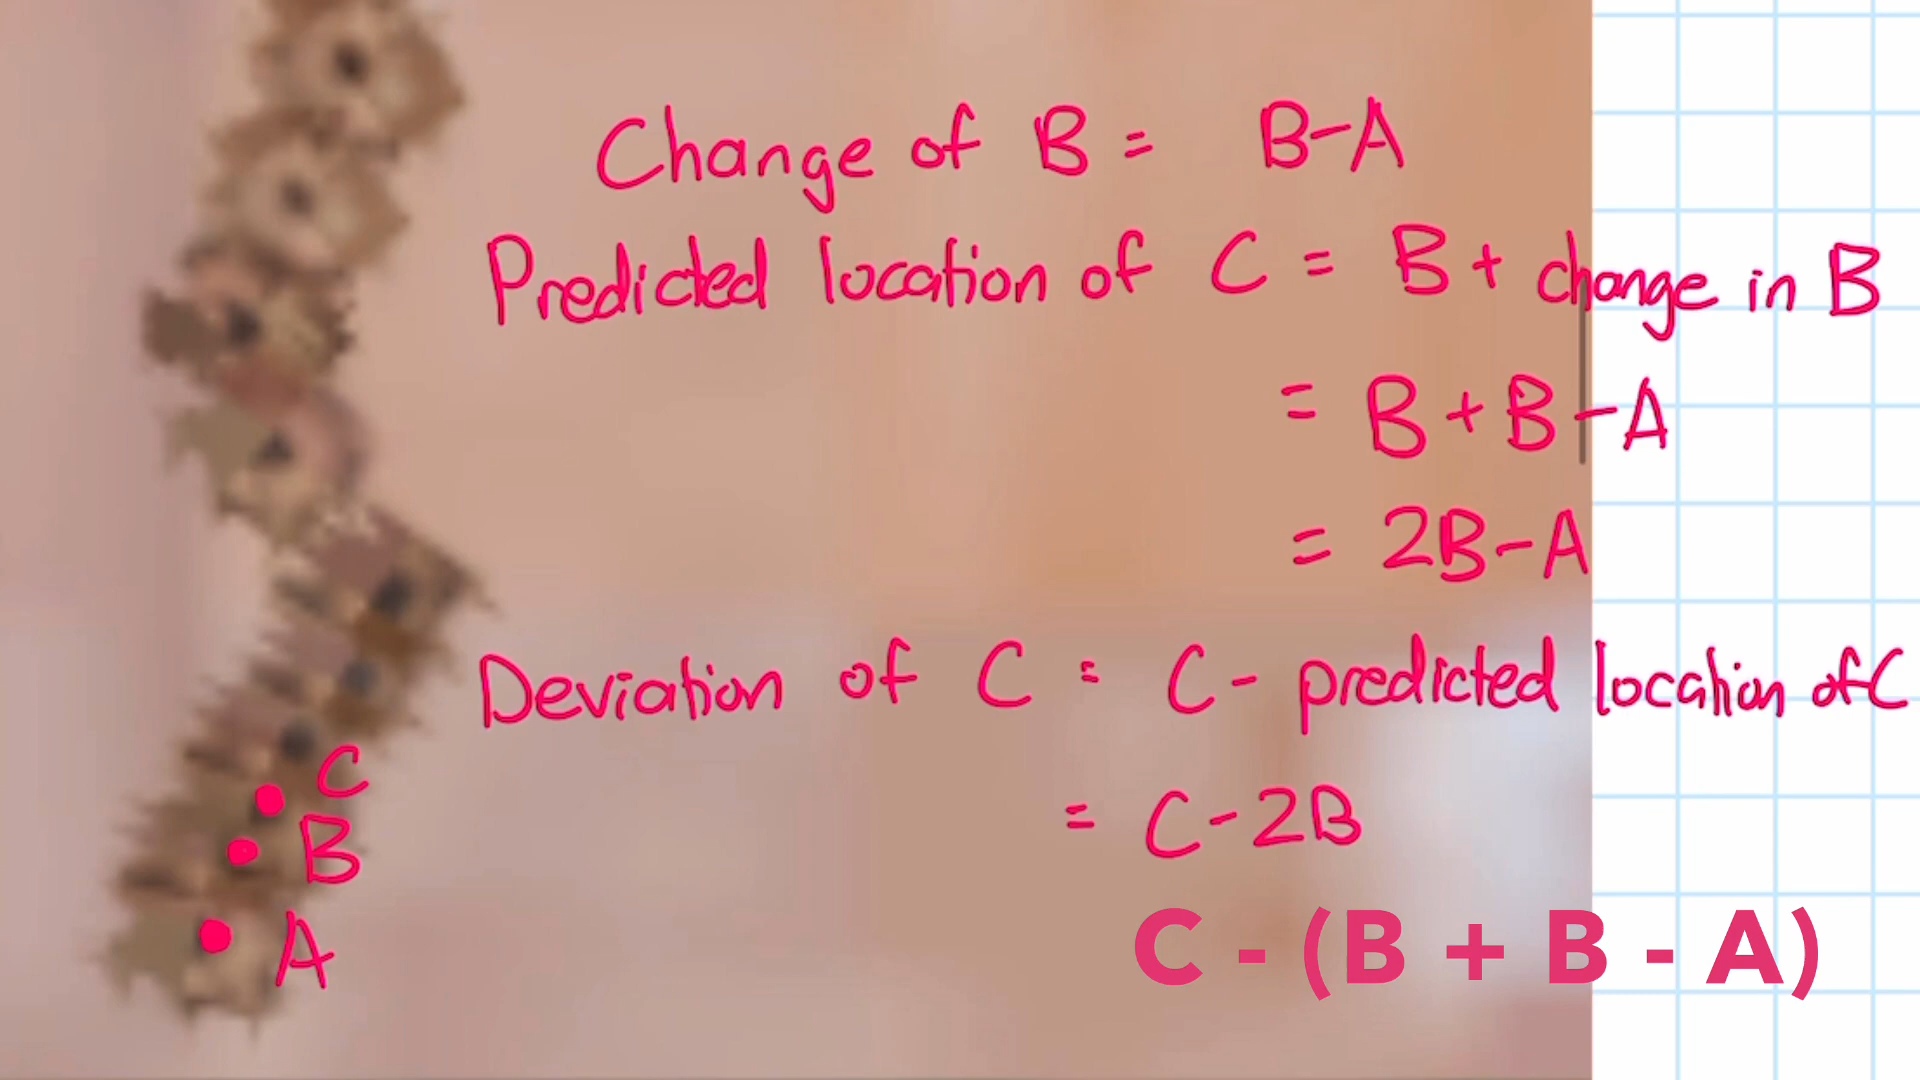 Change of B = B-A
Predicted location of C = B + change in B
= B + B - A
= 2B - A
Deviation of C = C - predicted location of C
= C - 2B
C - (B + B - A)
C
B
A